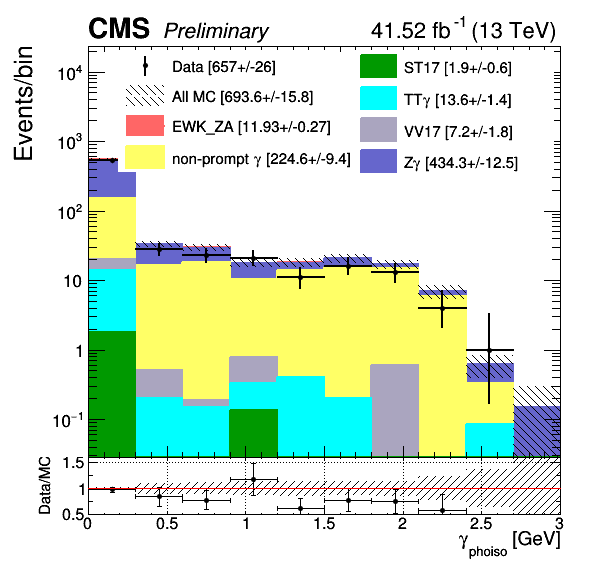 CMS Preliminary 41.52 fb⁻¹ (13 TeV)
Events/bin
Data [657+/-26]
All MC [693.6+/-15.8]
EWK_ZA [11.93+/-0.27]
non-prompt γ [224.6+/-9.4]
ST17 [1.9+/-0.6]
TTγ [13.6+/-1.4]
VV17 [7.2+/-1.8]
Zγ [434.3+/-12.5]
10⁴
10³
10²
10
1
10⁻¹
Data/MC
1.5
1
0.5
0 0.5 1 1.5 2 2.5 3
γ_phoiso [GeV]